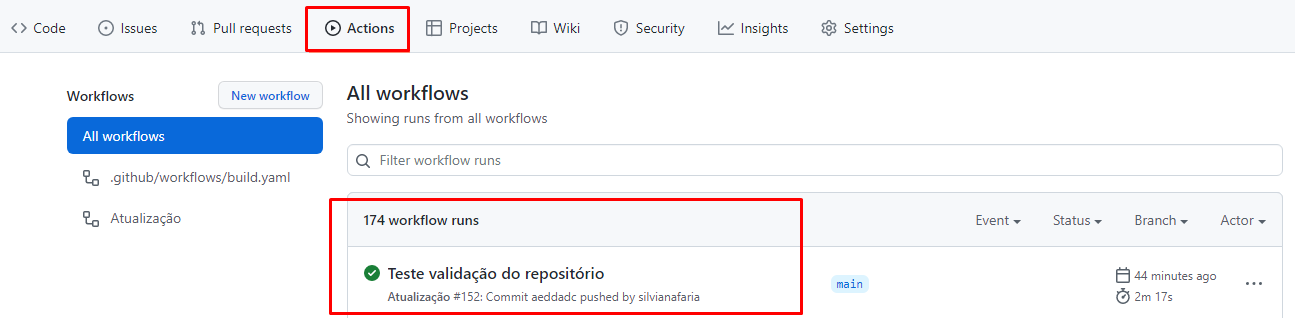 Code Issues Pull requests Actions Projects Wiki Security Insights Settings
Workflows
New workflow
All workflows
.github/workflows/build.yaml
Atualização
All workflows
Showing runs from all workflows
Filter workflow runs
174 workflow runs Event Status Branch Actor
Teste validação do repositório
Atualização #152: Commit aeddadc pushed by silvianafaria
main
44 minutes ago
2m 17s